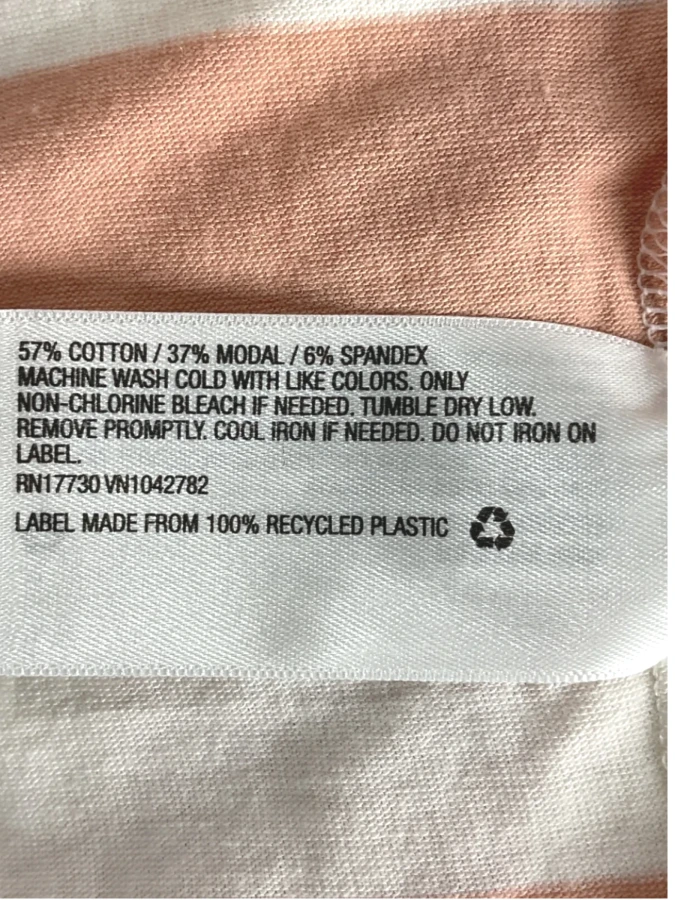 57% COTTON / 37% MODAL / 6% SPANDEX
MACHINE WASH COLD WITH LIKE COLORS. ONLY
NON-CHLORINE BLEACH IF NEEDED. TUMBLE DRY LOW.
REMOVE PROMPTLY. COOL IRON IF NEEDED. DO NOT IRON ON
LABEL.
RN17730 VN1042782
LABEL MADE FROM 100% RECYCLED PLASTIC